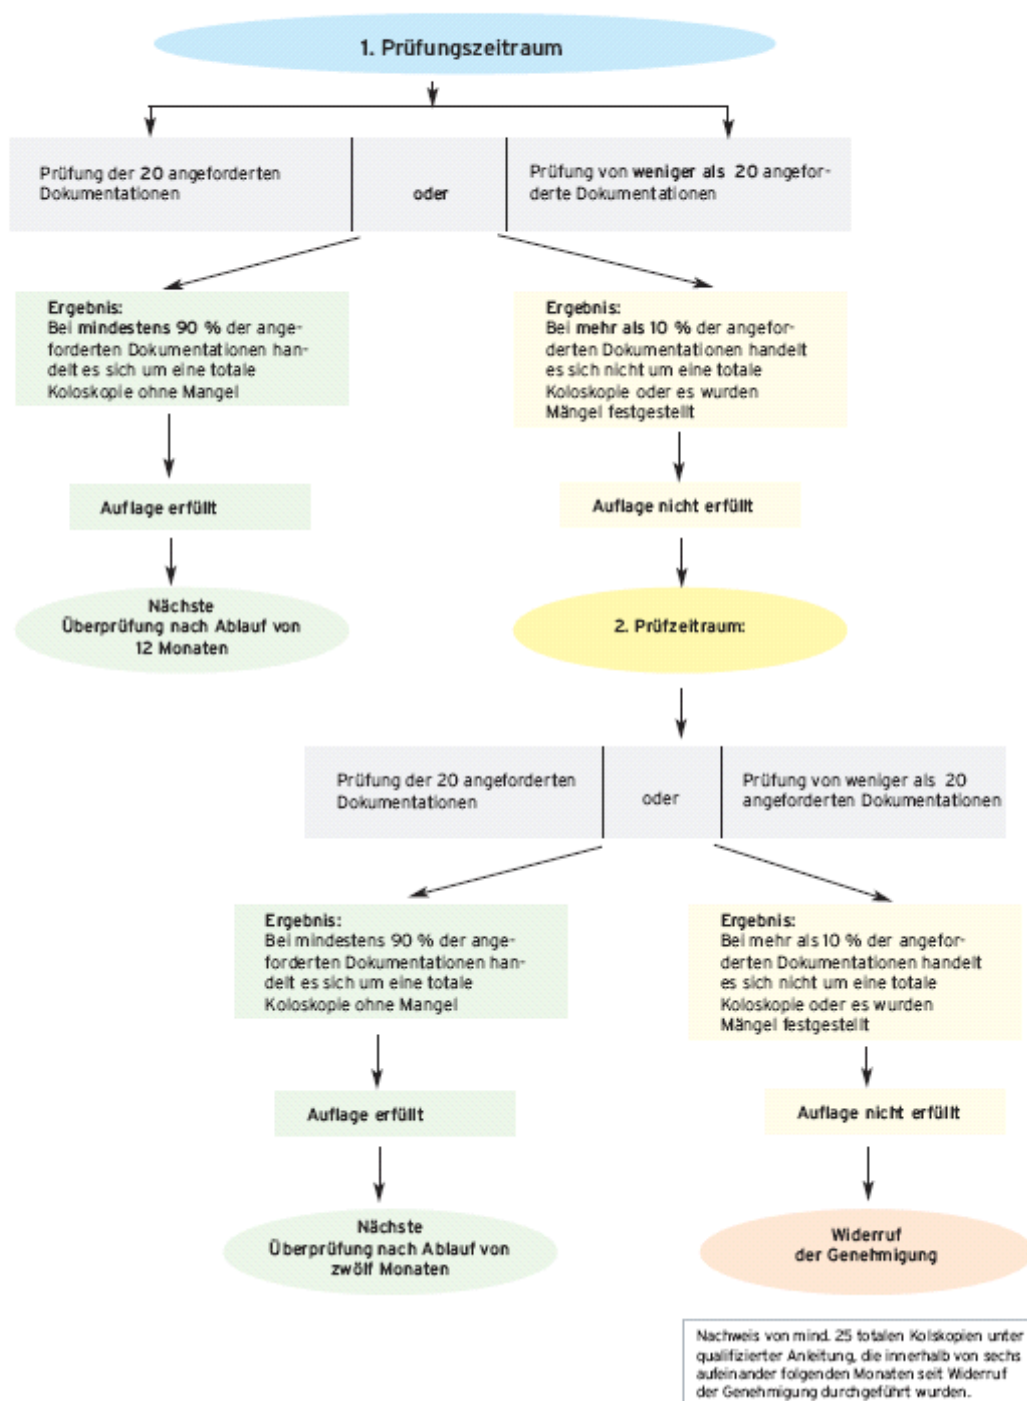 1. Prüfungszeitraum
Prüfung der 20 angeforderten
Dokumentationen
oder
Prüfung von weniger als 20 angefor-
derte Dokumentationen
Ergebnis:
Bei mindestens 90 % der ange-
forderten Dokumentationen han-
delt es sich um eine totale
Koloskopie ohne Mangel
Ergebnis:
Bei mehr als 10 % der angefor-
derten Dokumentationen handelt
es sich nicht um eine totale
Koloskopie oder es wurden
Mängel festgestellt
Auflage erfüllt
Auflage nicht erfüllt
Nächste
Überprüfung nach Ablauf von
12 Monaten
2. Prüfzeitraum:
Prüfung der 20 angeforderten
Dokumentationen
oder
Prüfung von weniger als 20
angeforderten Dokumentationen
Ergebnis:
Bei mindestens 90 % der ange-
forderten Dokumentationen han-
delt es sich um eine totale
Koloskopie ohne Mangel
Ergebnis:
Bei mehr als 10 % der angefor-
derten Dokumentationen handelt
es sich nicht um eine totale
Koloskopie oder es wurden
Mängel festgestellt
Auflage erfüllt
Auflage nicht erfüllt
Nächste
Überprüfung nach Ablauf von
zwölf Monaten
Widerruf
der Genehmigung
Nachweis von mind. 25 totalen Kolskopien unter
qualifizierter Anleitung, die innerhalb von sechs
aufeinander folgenden Monaten seit Widerruf
der Genehmigung durchgeführt wurden.